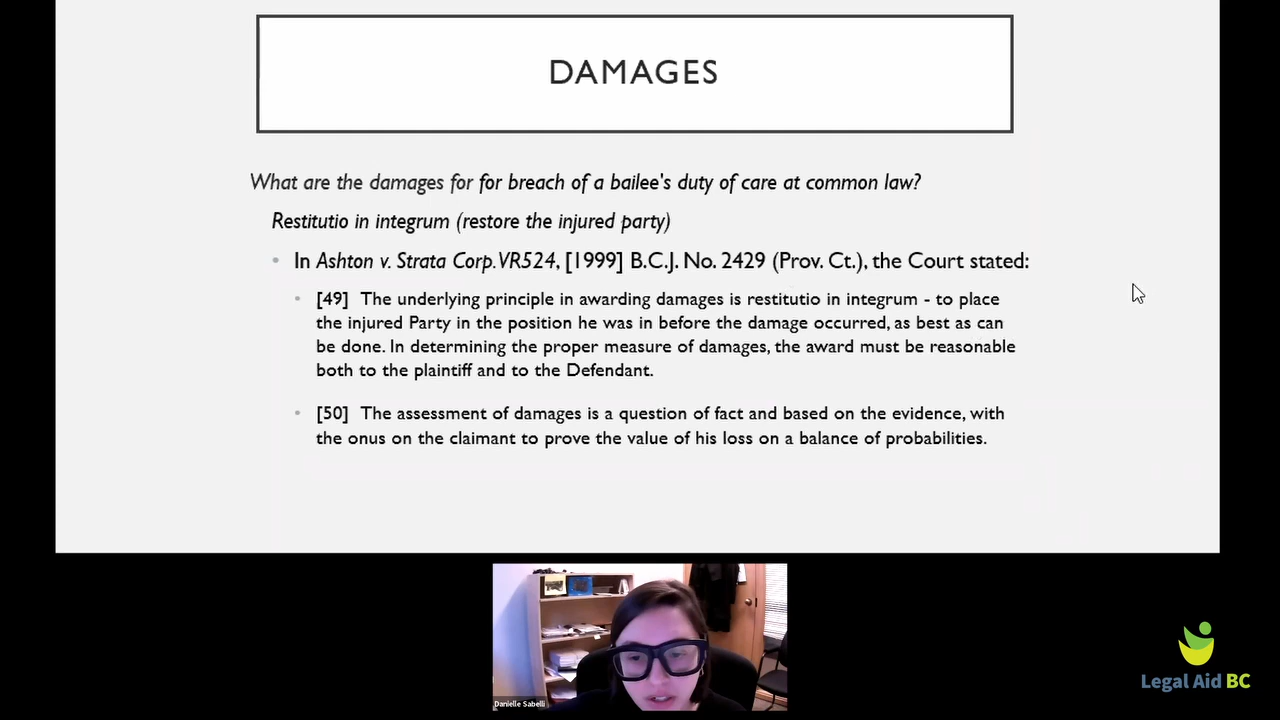 DAMAGES
What are the damages for for breach of a bailee's duty of care at common law?
Restitutio in integrum (restore the injured party)
• In Ashton v. Strata Corp. VR524, [1999] B.C.J. No. 2429 (Prov. Ct.), the Court stated:
• [49] The underlying principle in awarding damages is restitutio in integrum - to place
the injured Party in the position he was in before the damage occurred, as best as can
be done. In determining the proper measure of damages, the award must be reasonable
both to the plaintiff and to the Defendant.
• [50] The assessment of damages is a question of fact and based on the evidence, with
the onus on the claimant to prove the value of his loss on a balance of probabilities.
Danielle Sabelli
Legal Aid BC